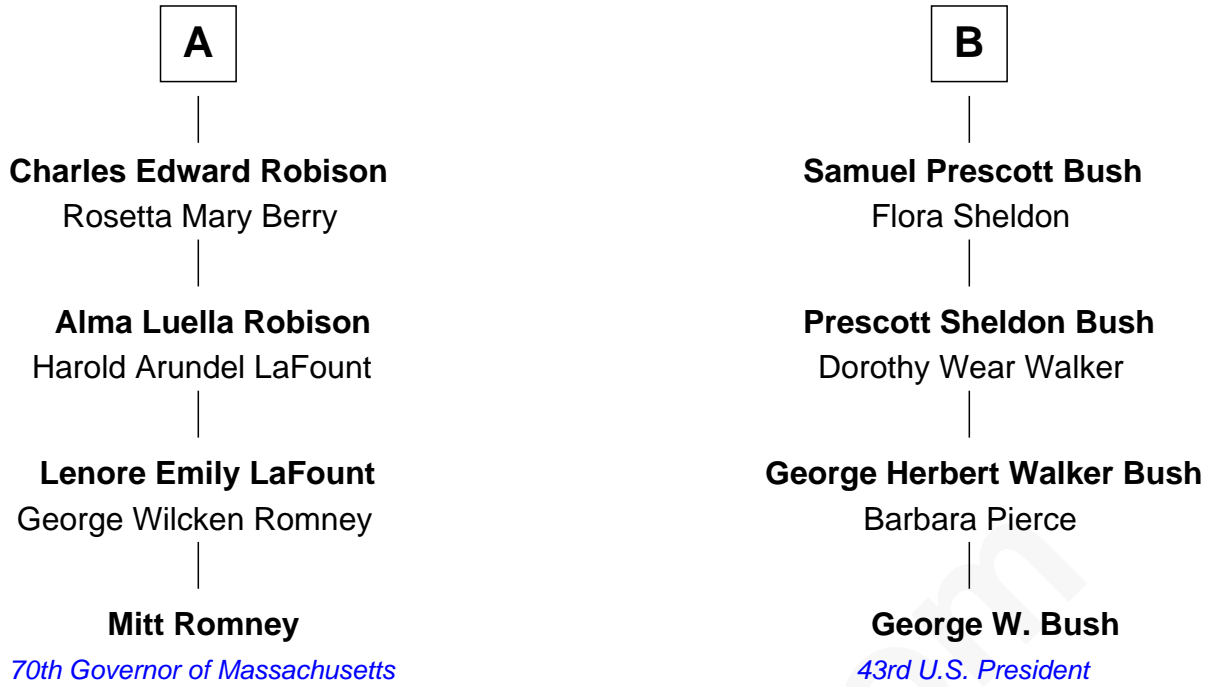 A
Charles Edward Robison
Rosetta Mary Berry
Alma Luella Robison
Harold Arundel LaFount
Lenore Emily LaFount
George Wilcken Romney
Mitt Romney
70th Governor of Massachusetts
B
Samuel Prescott Bush
Flora Sheldon
Prescott Sheldon Bush
Dorothy Wear Walker
George Herbert Walker Bush
Barbara Pierce
George W. Bush
43rd U.S. President